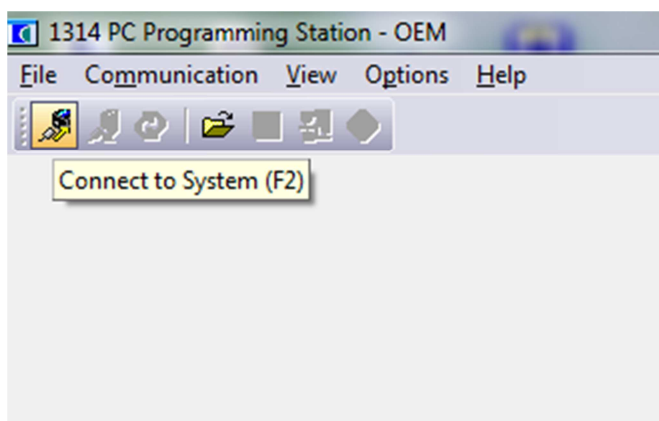 1314 PC Programming Station - OEM
File Communication View Options Help
Connect to System (F2)